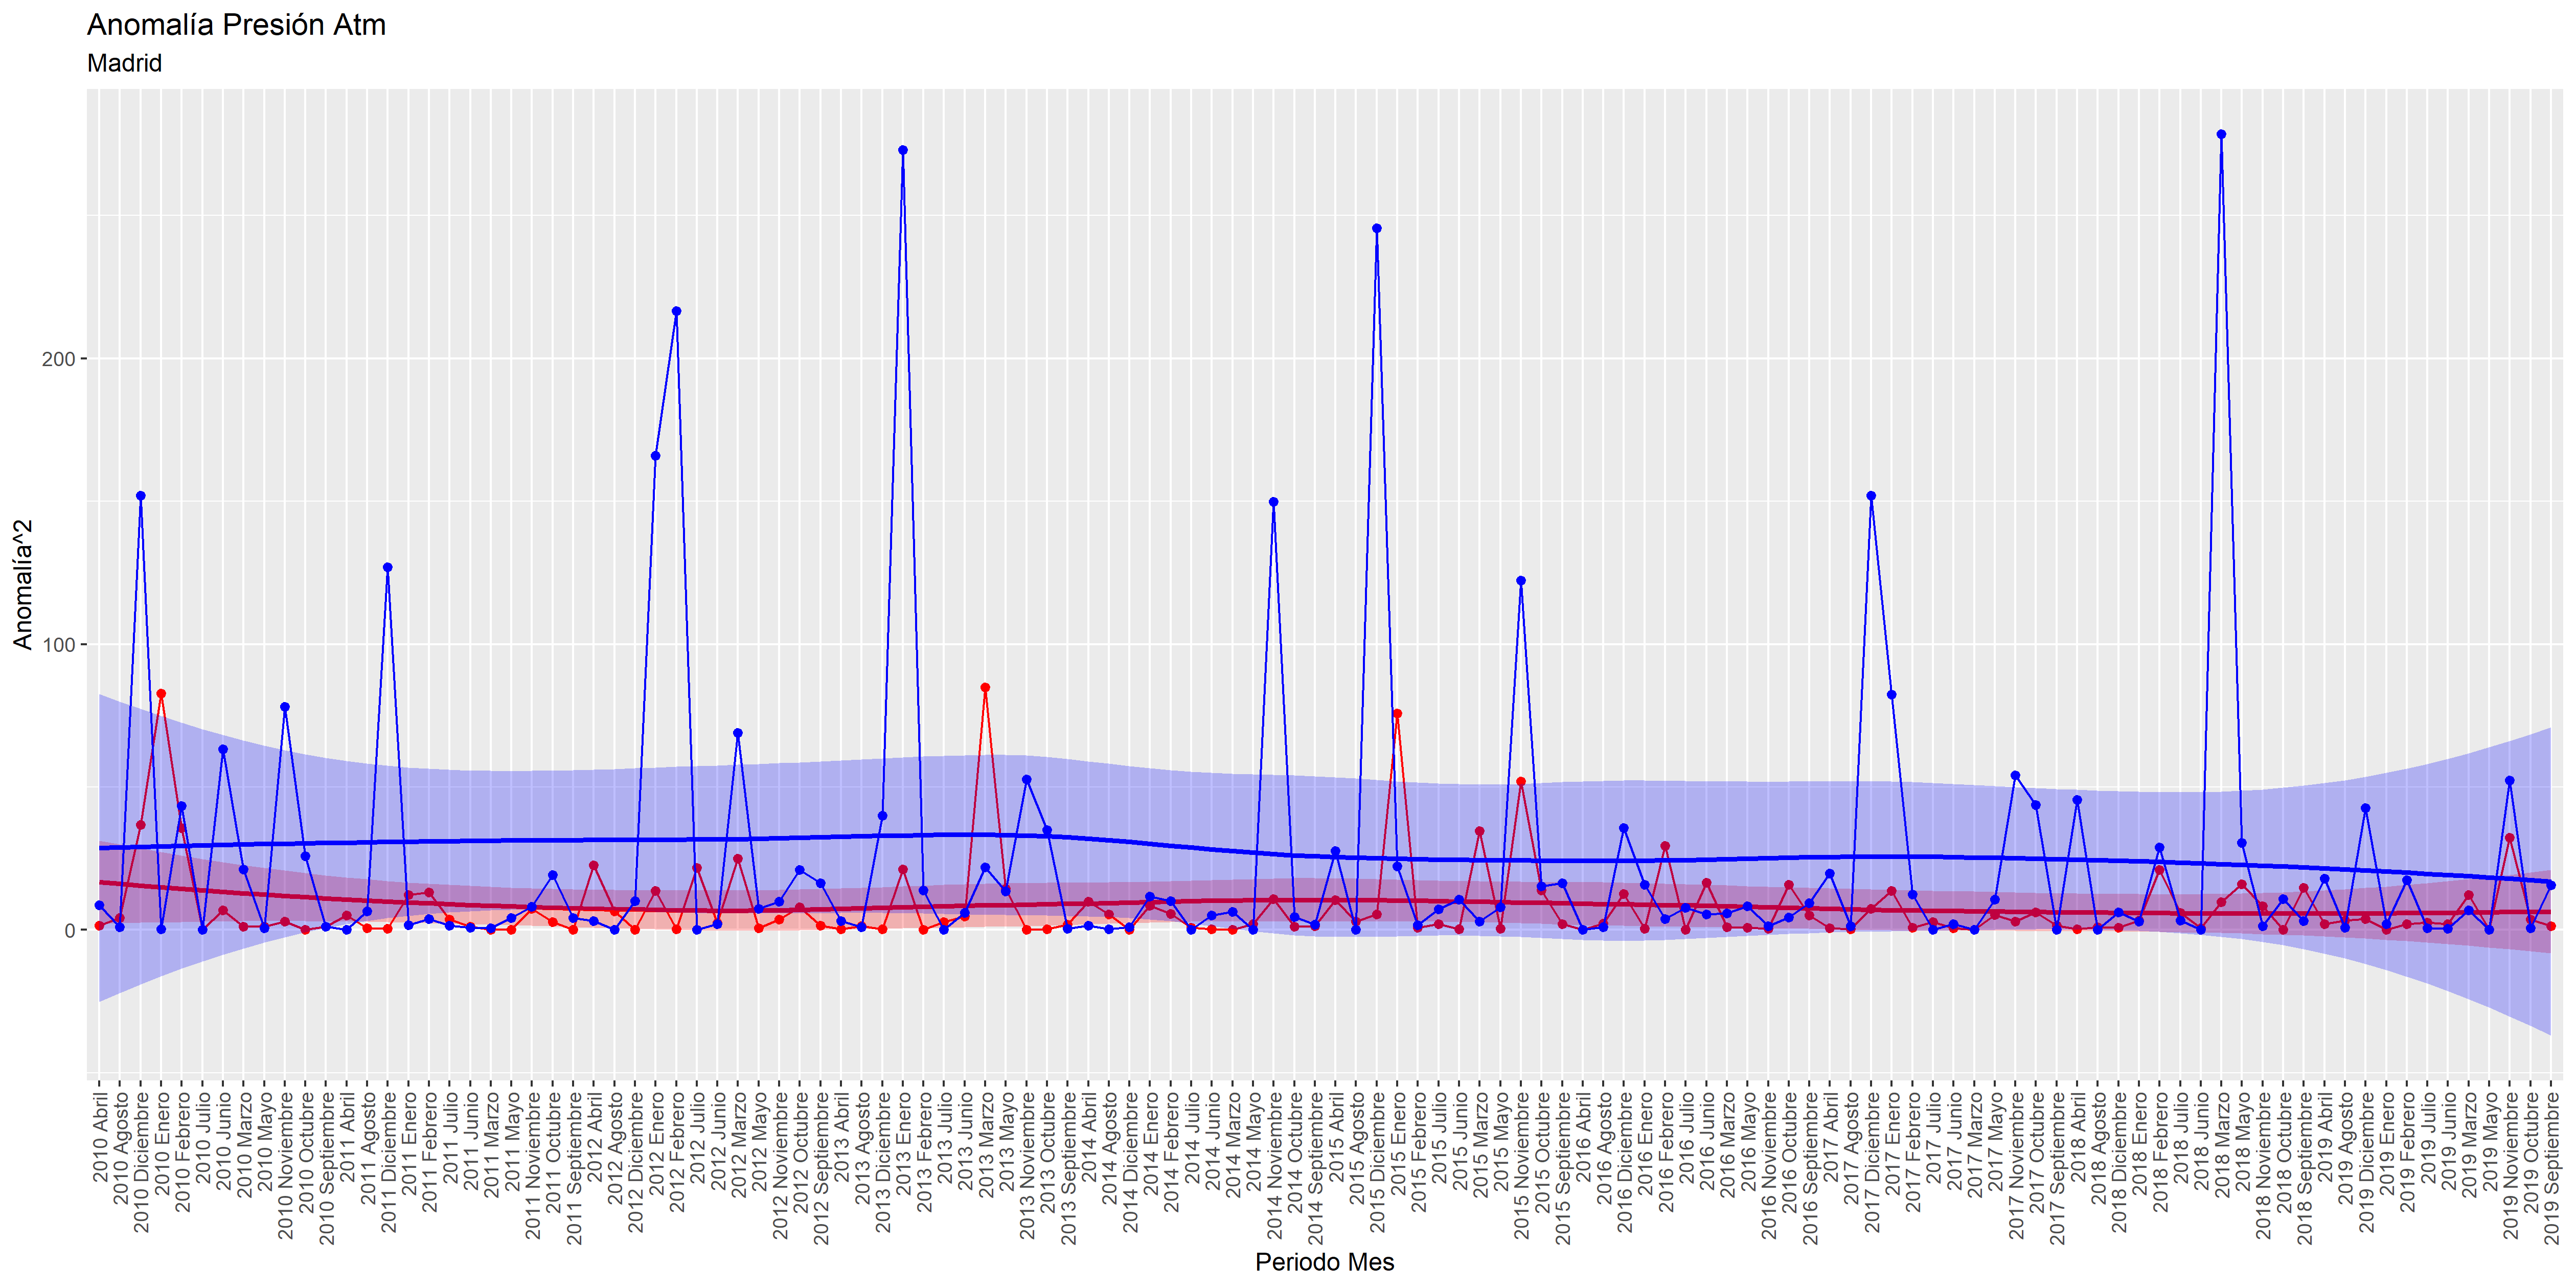 Anomalía Presión Atm
Madrid
Anomalía^2
200
100
0
2010 Abril
2010 Agosto
2010 Diciembre
2010 Enero
2010 Febrero
2010 Julio
2010 Junio
2010 Marzo
2010 Mayo
2010 Noviembre
2010 Octubre
2010 Septiembre
2011 Abril
2011 Agosto
2011 Diciembre
2011 Enero
2011 Febrero
2011 Julio
2011 Junio
2011 Marzo
2011 Mayo
2011 Noviembre
2011 Octubre
2011 Septiembre
2012 Abril
2012 Agosto
2012 Diciembre
2012 Enero
2012 Febrero
2012 Julio
2012 Junio
2012 Marzo
2012 Mayo
2012 Noviembre
2012 Octubre
2012 Septiembre
2013 Abril
2013 Agosto
2013 Diciembre
2013 Enero
2013 Febrero
2013 Julio
2013 Junio
2013 Marzo
2013 Mayo
2013 Noviembre
2013 Octubre
2013 Septiembre
2014 Abril
2014 Agosto
2014 Diciembre
2014 Enero
2014 Febrero
2014 Julio
2014 Junio
2014 Marzo
2014 Mayo
2014 Noviembre
2014 Octubre
2014 Septiembre
2015 Abril
2015 Agosto
2015 Diciembre
2015 Enero
2015 Febrero
2015 Julio
2015 Junio
2015 Marzo
2015 Mayo
2015 Noviembre
2015 Octubre
2015 Septiembre
2016 Abril
2016 Agosto
2016 Diciembre
2016 Enero
2016 Febrero
2016 Julio
2016 Junio
2016 Marzo
2016 Mayo
2016 Noviembre
2016 Octubre
2016 Septiembre
2017 Abril
2017 Agosto
2017 Diciembre
2017 Enero
2017 Febrero
2017 Julio
2017 Junio
2017 Marzo
2017 Mayo
2017 Noviembre
2017 Octubre
2017 Septiembre
2018 Abril
2018 Agosto
2018 Diciembre
2018 Enero
2018 Febrero
2018 Julio
2018 Junio
2018 Marzo
2018 Mayo
2018 Noviembre
2018 Octubre
2018 Septiembre
2019 Abril
2019 Agosto
2019 Diciembre
2019 Enero
2019 Febrero
2019 Julio
2019 Junio
2019 Marzo
2019 Mayo
2019 Noviembre
2019 Octubre
2019 Septiembre
Periodo Mes